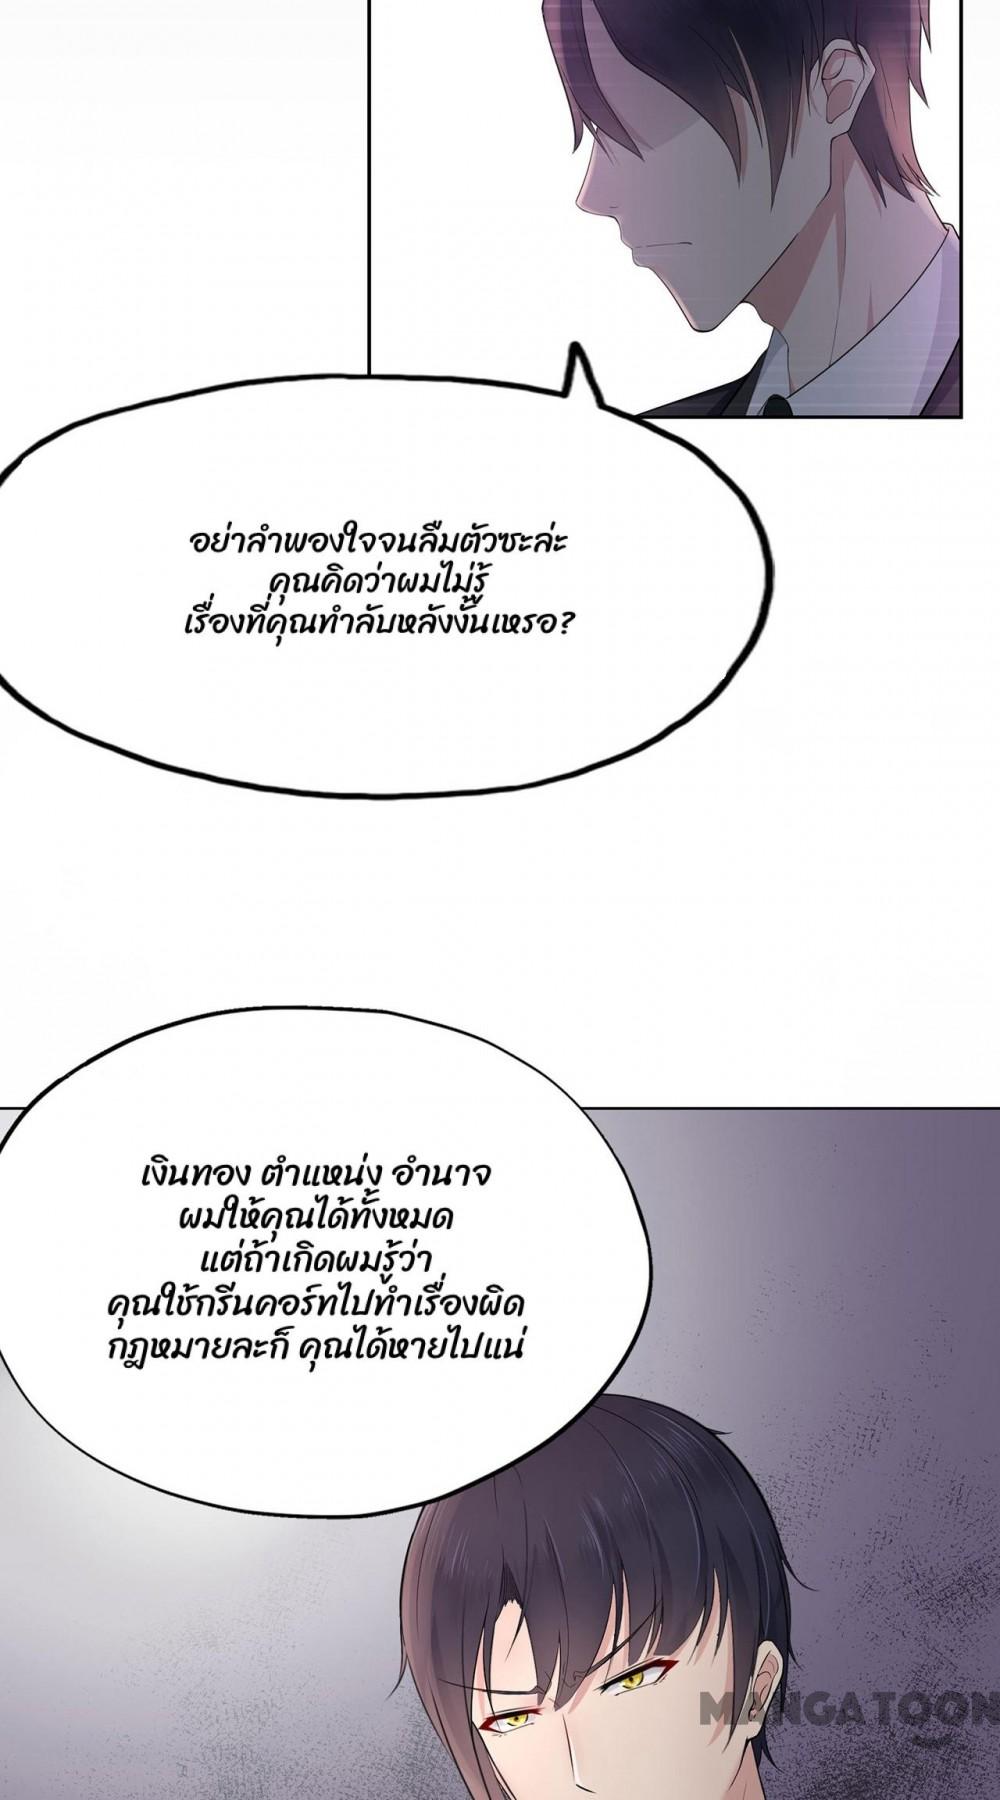 อย่าลำพองใจจนลืมตัวซะล่ะ
คุณคิดว่าผมไม่รู้
เรื่องที่คุณทำลับหลังงั้นเหรอ?
เงินทอง ตำแหน่ง อำนาจ
ผมให้คุณได้ทั้งหมด
แต่ถ้าเกิดผมรู้ว่า
คุณใช้กรีนคอร์ทไปทำเรื่องผิด
กฎหมายละก็ คุณได้หายไปแน่
MANGATOON